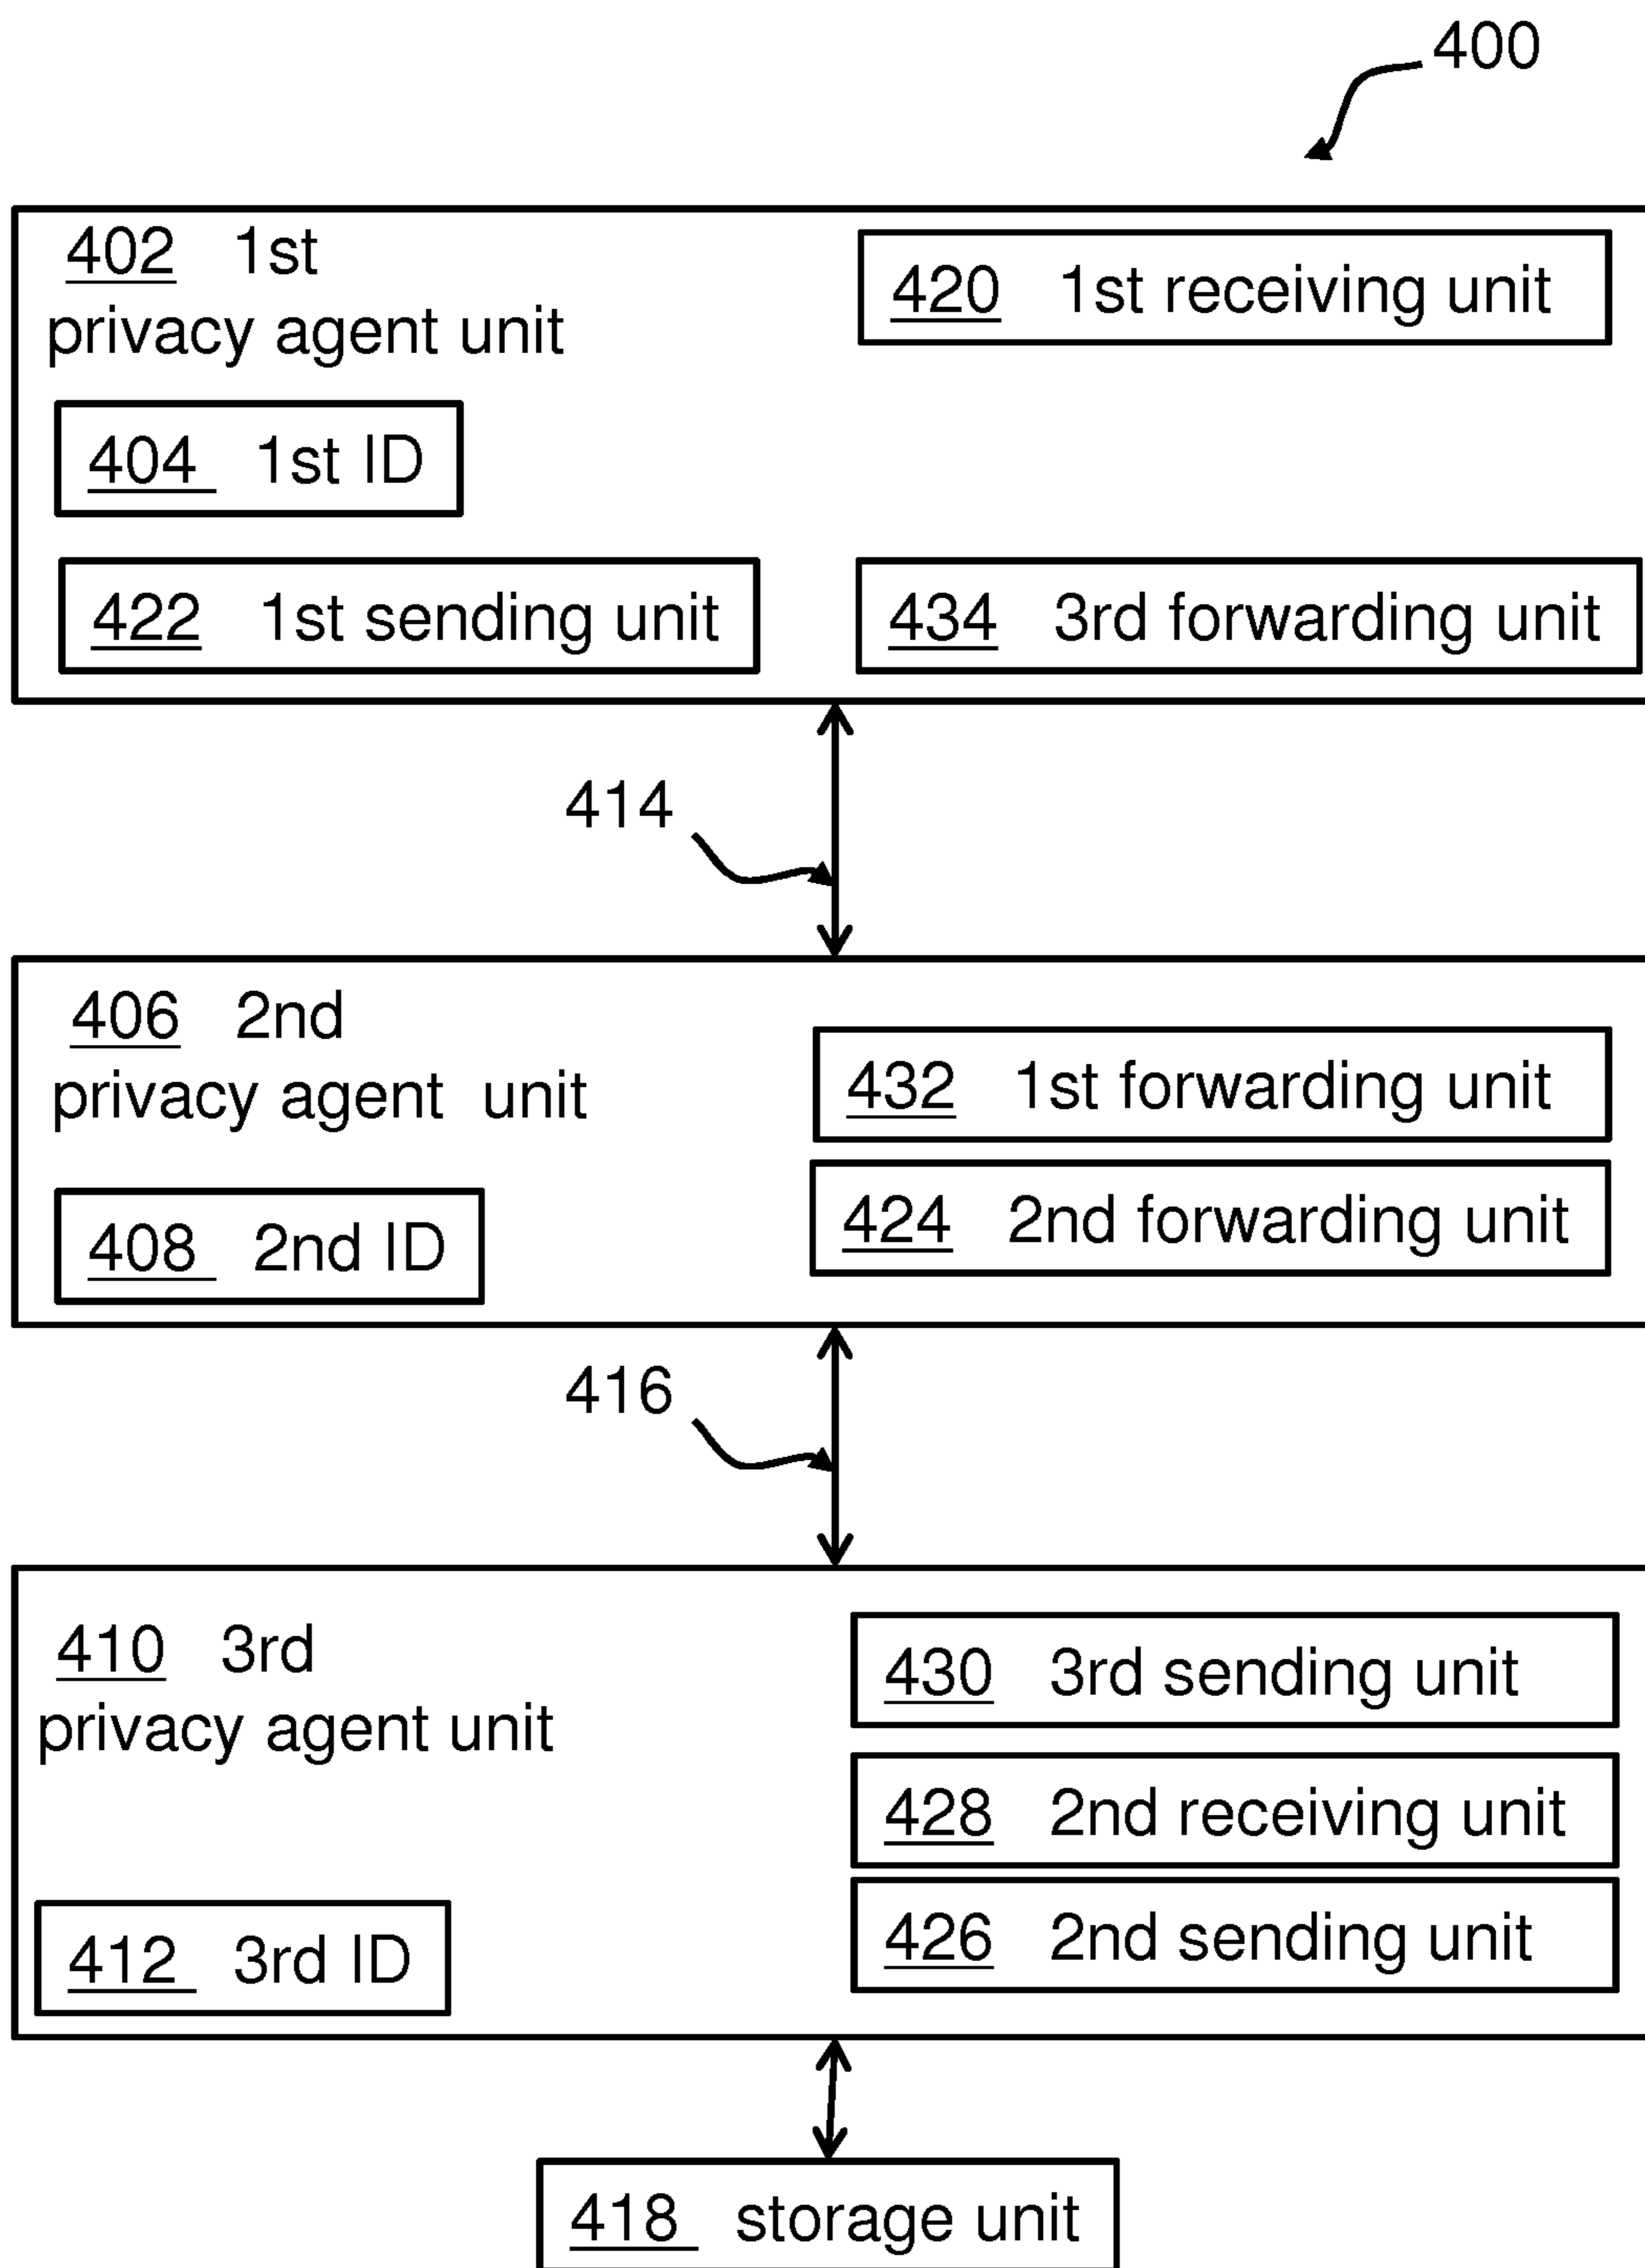 400
402 1st
privacy agent unit
420 1st receiving unit
404 1st ID
422 1st sending unit
434 3rd forwarding unit
414
406 2nd
privacy agent unit
432 1st forwarding unit
424 2nd forwarding unit
408 2nd ID
416
410 3rd
privacy agent unit
430 3rd sending unit
428 2nd receiving unit
426 2nd sending unit
412 3rd ID
418 storage unit